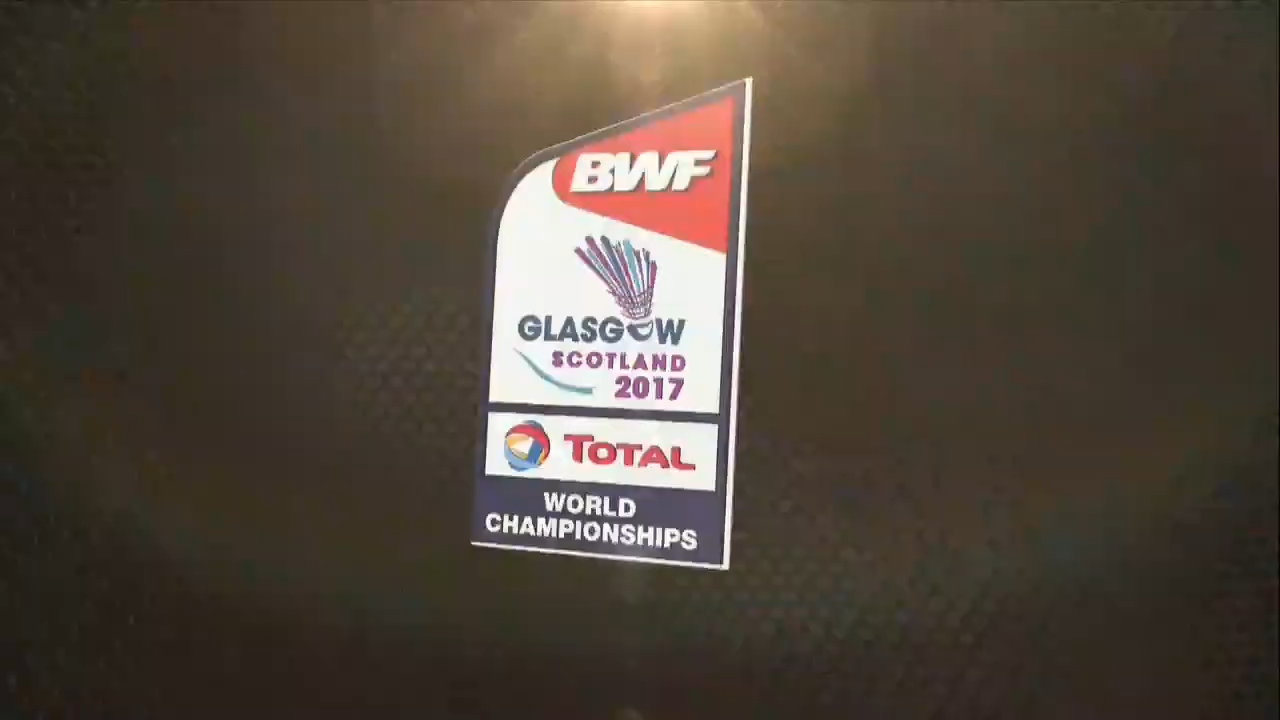 BWF
GLASGOW
SCOTLAND
2017
TOTAL
WORLD
CHAMPIONSHIPS